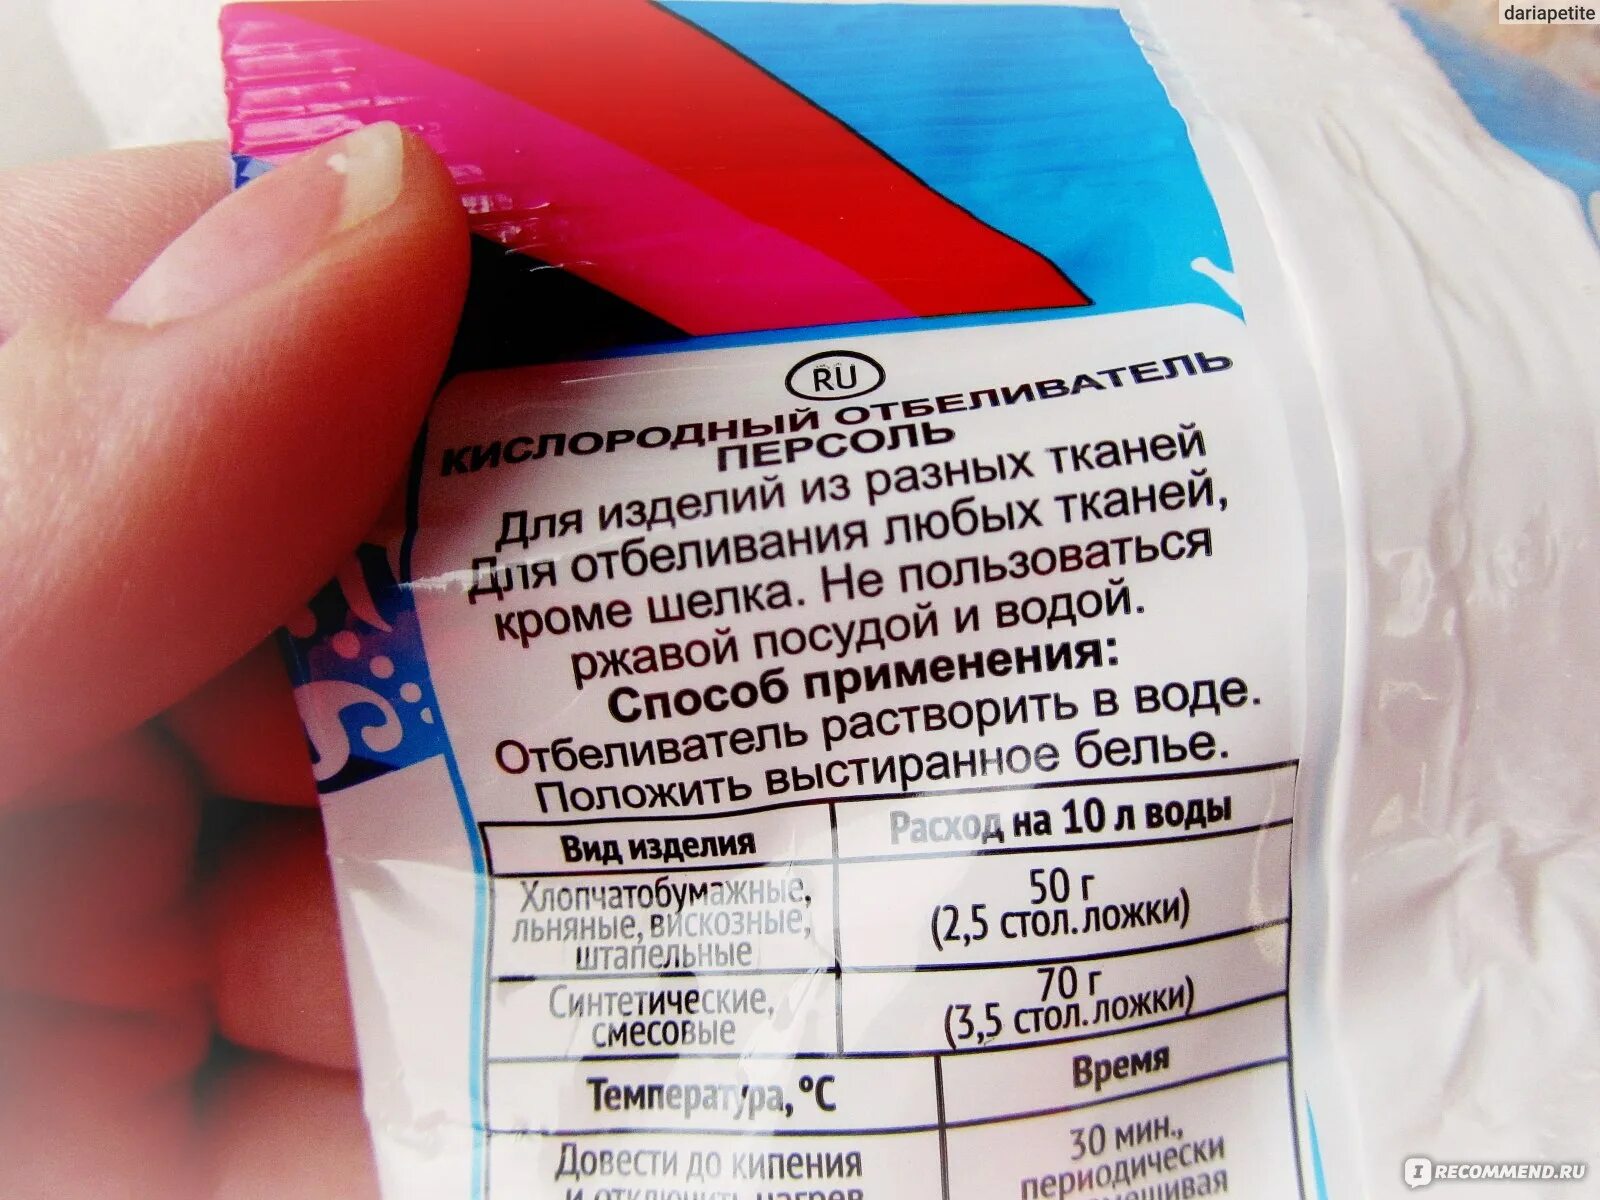 dariapetite
RU
КИСЛОРОДНЫЙ ОТБЕЛИВАТЕЛЬ
ПЕРСОЛЬ
Для изделий из разных тканей
Для отбеливания любых тканей,
кроме шелка. Не пользоваться
ржавой посудой и водой.
Способ применения:
Отбеливатель растворить в воде.
Положить выстиранное белье.
Вид изделия
Расход на 10 л воды
Хлопчатобумажные,
льняные, вискозные,
штапельные
50 г
(2,5 стол. ложки)
Синтетические,
смесовые
70 г
(3,5 стол. ложки)
Температура, °С
Время
Довести до кипения
и отключить нагрев
30 мин.,
периодически
IRECOMMEND.RU